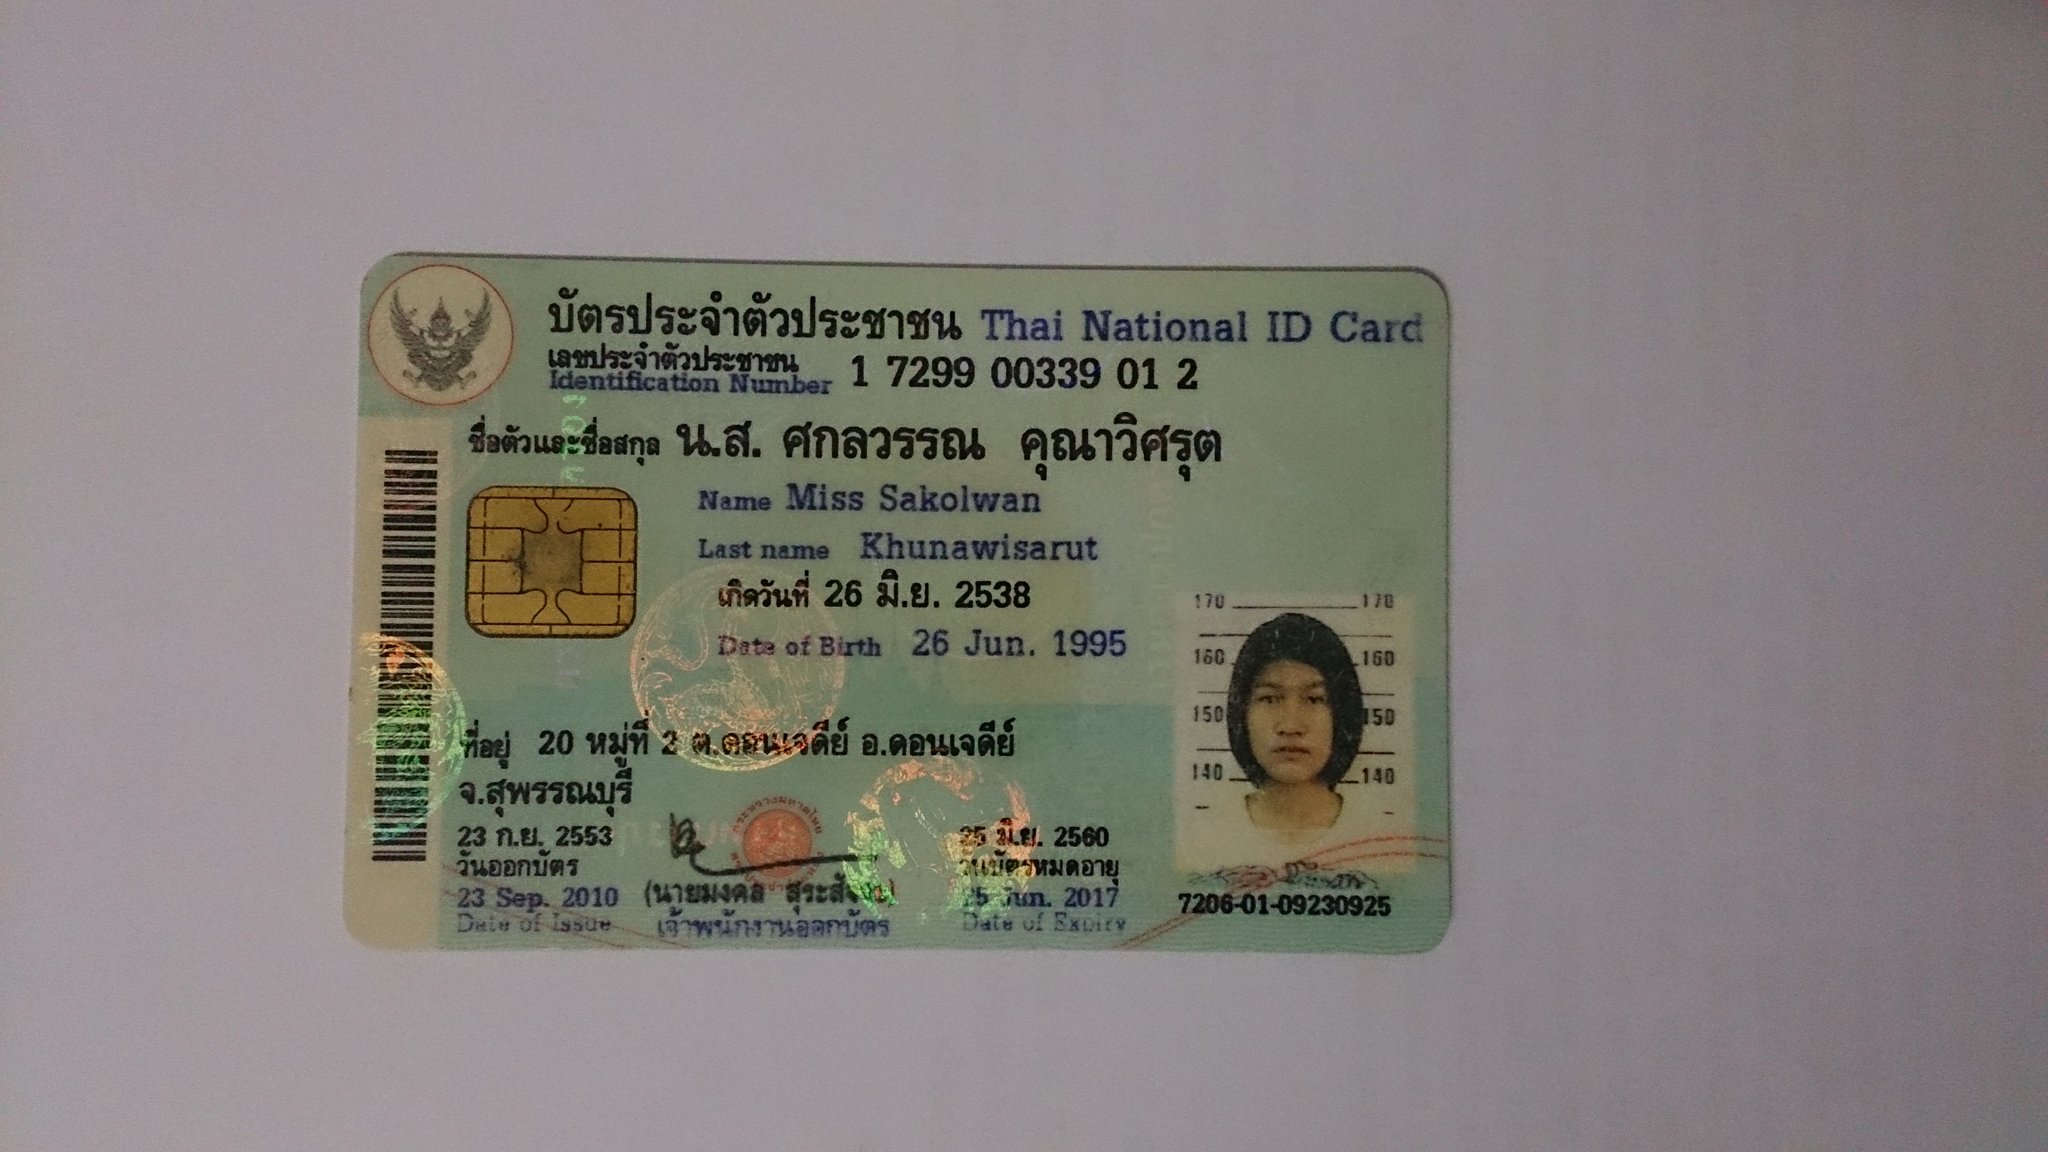 บัตรประจำตัวประชาชน Thai National ID Card
เลขประจำตัวประชาชน
Identification Number 1 7299 00339 01 2
ชื่อตัวและชื่อสกุล น.ส. ศกลวรรณ คุณาวิศรุต
Name Miss Sakolwan
Last name Khunawisarut
เกิดวันที่ 26 มิ.ย. 2538
Date of Birth 26 Jun. 1995
170 170
160 160
150 150
140 140
ที่อยู่ 20 หมู่ที่ 2 ต.ดอนเจดีย์ อ.ดอนเจดีย์
จ.สุพรรณบุรี
23 ก.ย. 2553
วันออกบัตร
23 Sep. 2010
Date of Issue
(นายมงคล
เจ้าพนักงานออกบัตร
25 มิ.ย. 2560
วันบัตรหมดอายุ
25 Jun. 2017
Date of Expiry
7206-01-09230925